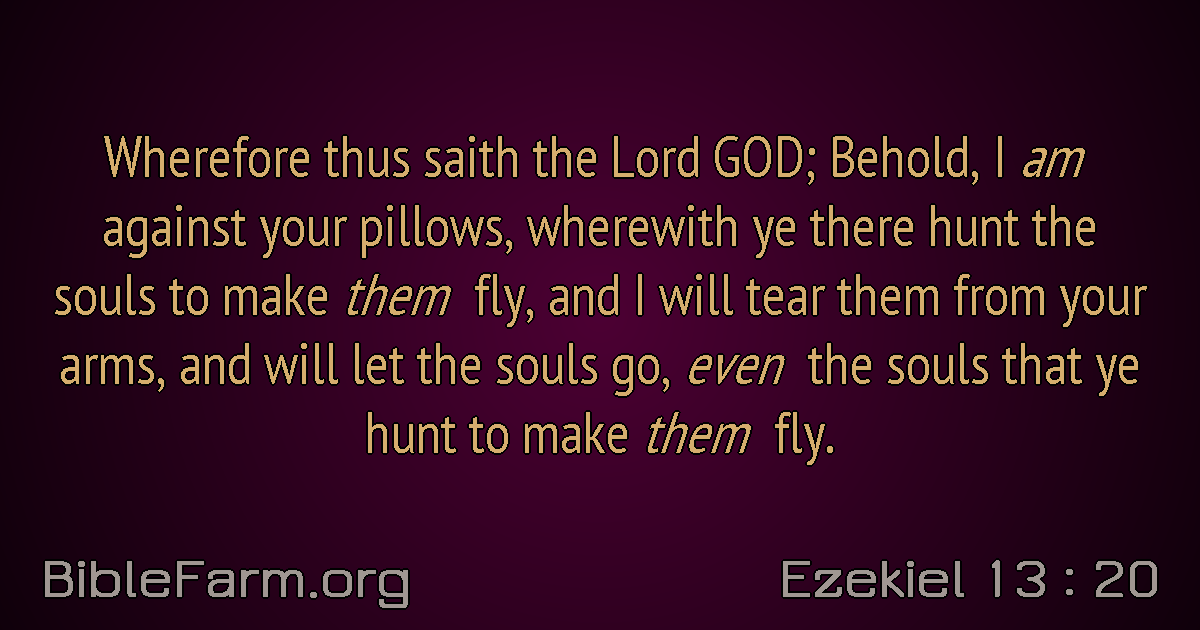 Wherefore thus saith the Lord GOD; Behold, I am
against your pillows, wherewith ye there hunt the
souls to make them fly, and I will tear them from your
arms, and will let the souls go, even the souls that ye
hunt to make them fly.
BibleFarm.org
Ezekiel 13 : 20